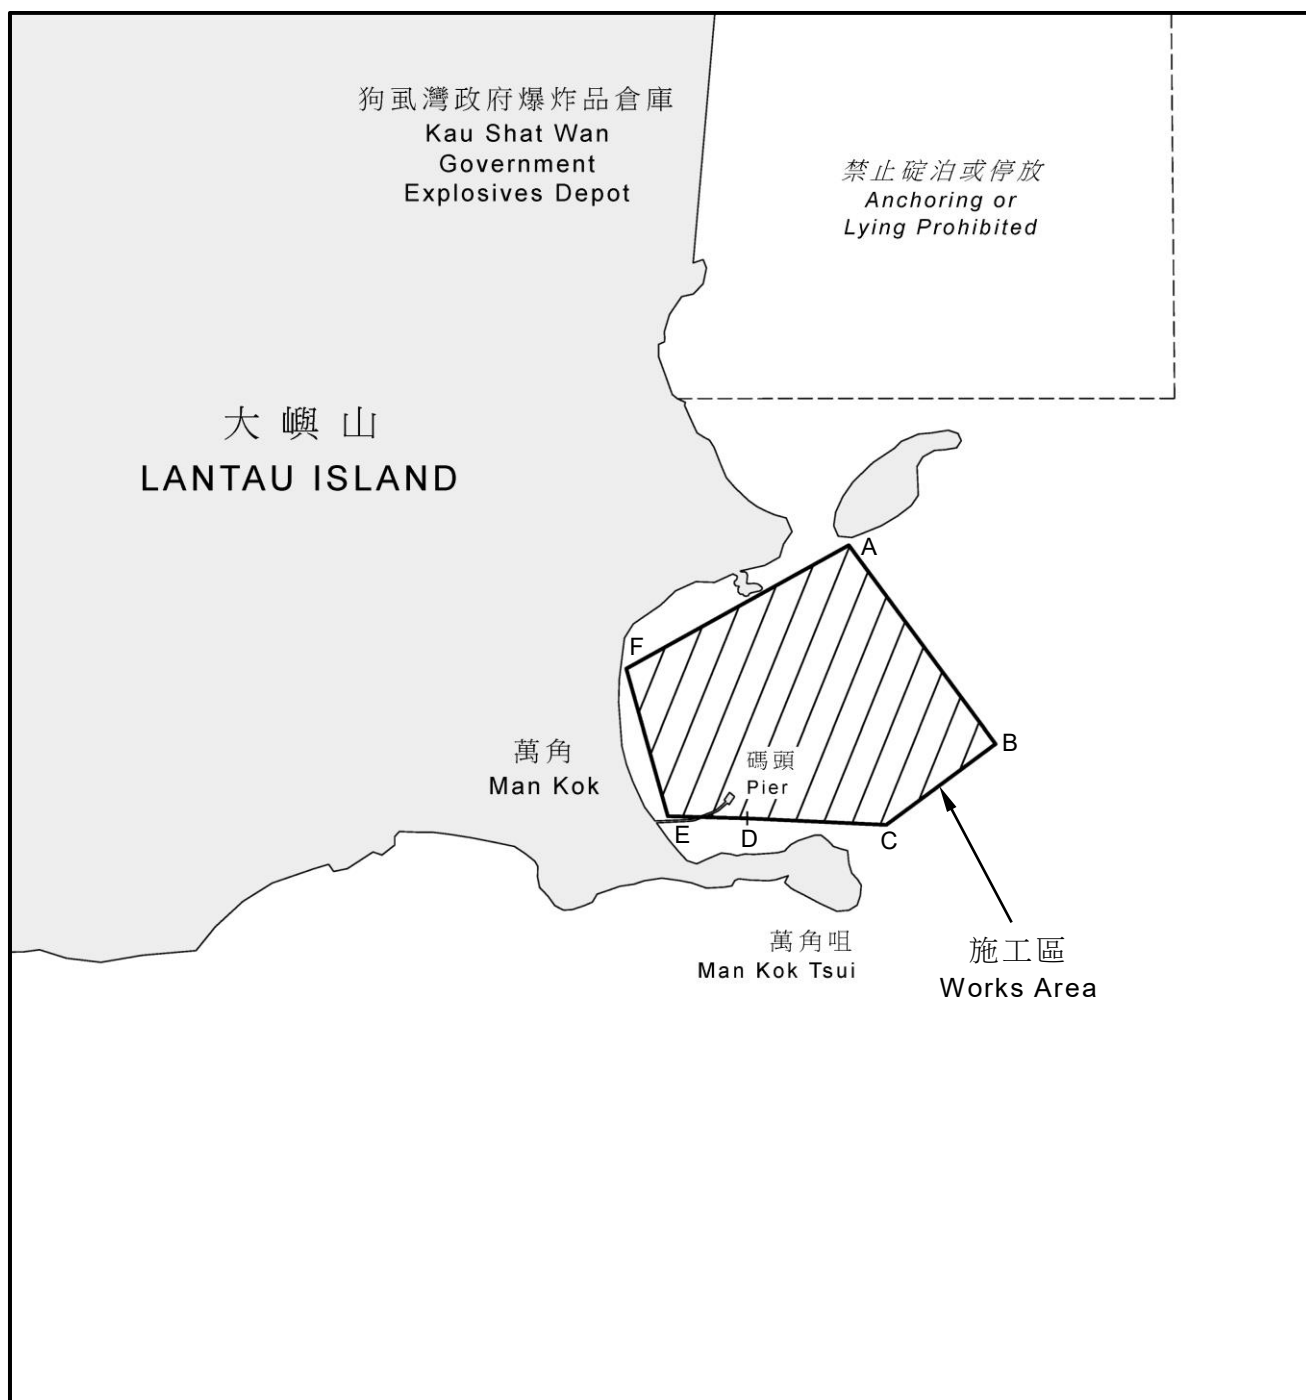 狗虱灣政府爆炸品倉庫
Kau Shat Wan
Government
Explosives Depot
禁止碇泊或停放
Anchoring or
Lying Prohibited
大嶼山
LANTAU ISLAND
A
F
B
萬角
Man Kok
碼頭
Pier
E
D
C
萬角咀
Man Kok Tsui
施工區
Works Area